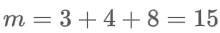 m = 3 + 4 + 8 = 15